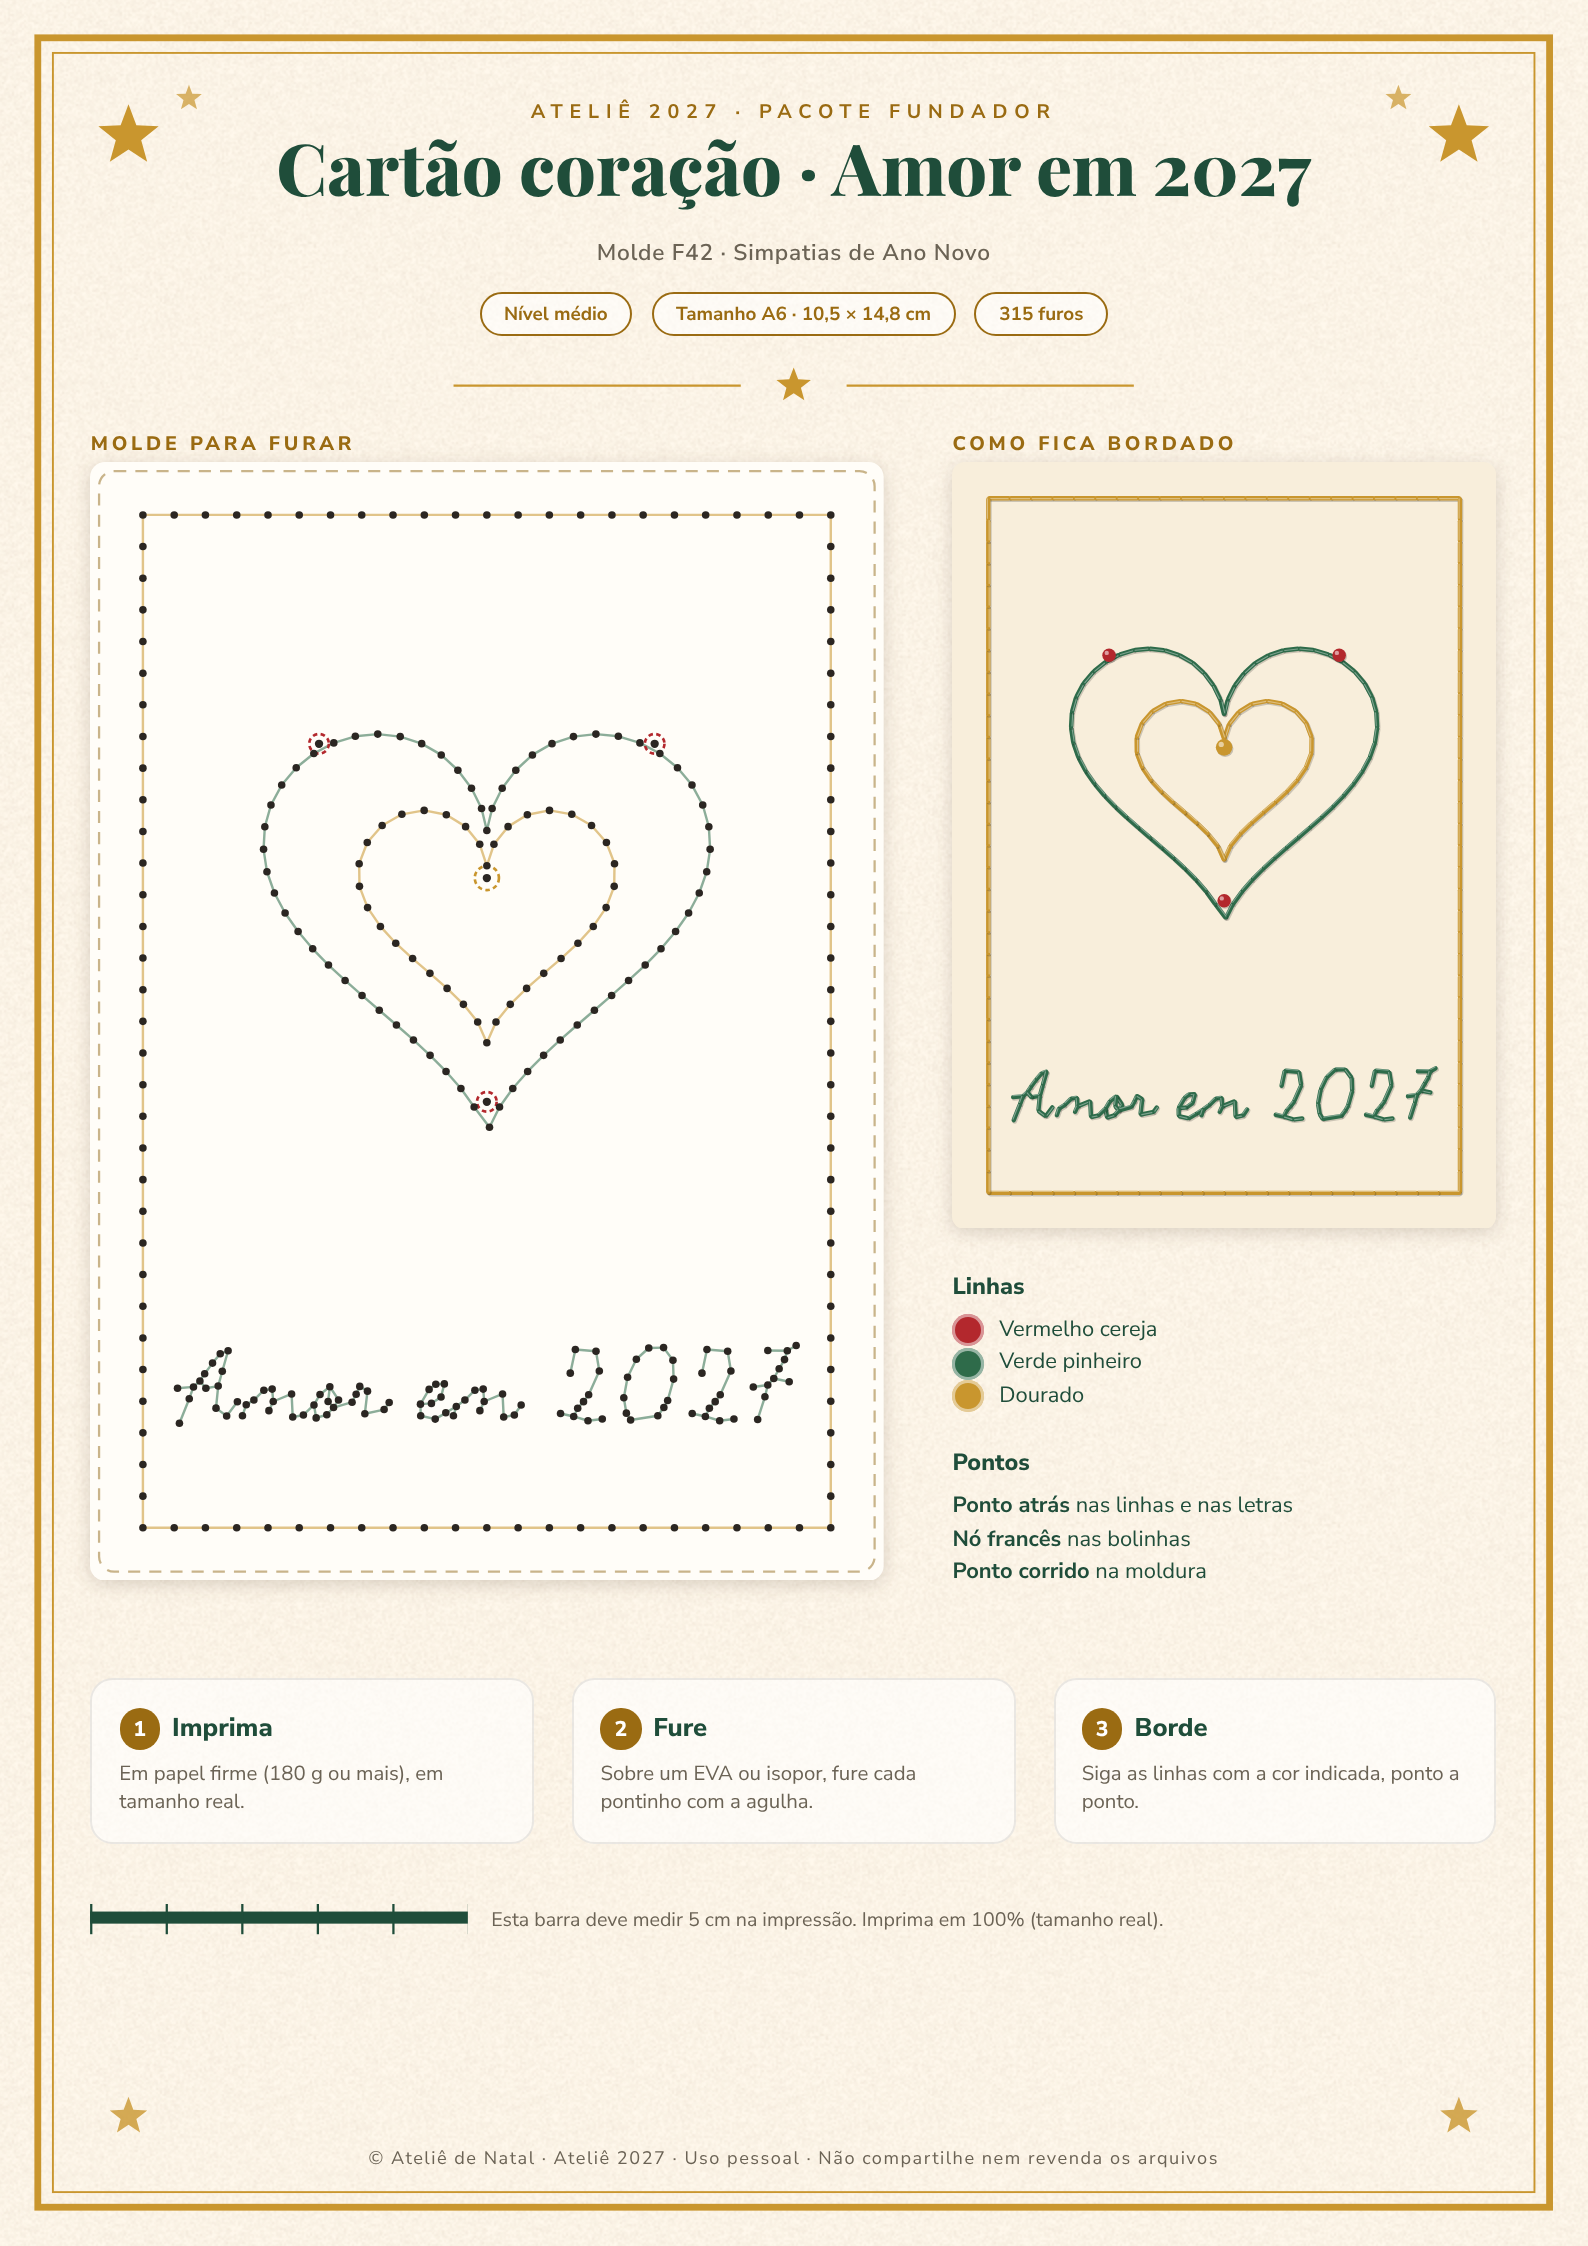 ATELIÊ 2027 · PACOTE FUNDADOR
Cartão coração · Amor em 2027
Molde F42 · Simpatias de Ano Novo
Nível médio
Tamanho A6 · 10,5 × 14,8 cm
315 furos
MOLDE PARA FURAR
Amor em 2027
COMO FICA BORDADO
Amor em 2027
Linhas
Vermelho cereja
Verde pinheiro
Dourado
Pontos
Ponto atrás nas linhas e nas letras
Nó francês nas bolinhas
Ponto corrido na moldura
1 Imprima
Em papel firme (180 g ou mais), em
tamanho real.
2 Fure
Sobre um EVA ou isopor, fure cada
pontinho com a agulha.
3 Borde
Siga as linhas com a cor indicada, ponto a
ponto.
Esta barra deve medir 5 cm na impressão. Imprima em 100% (tamanho real).
© Ateliê de Natal · Ateliê 2027 · Uso pessoal · Não compartilhe nem revenda os arquivos